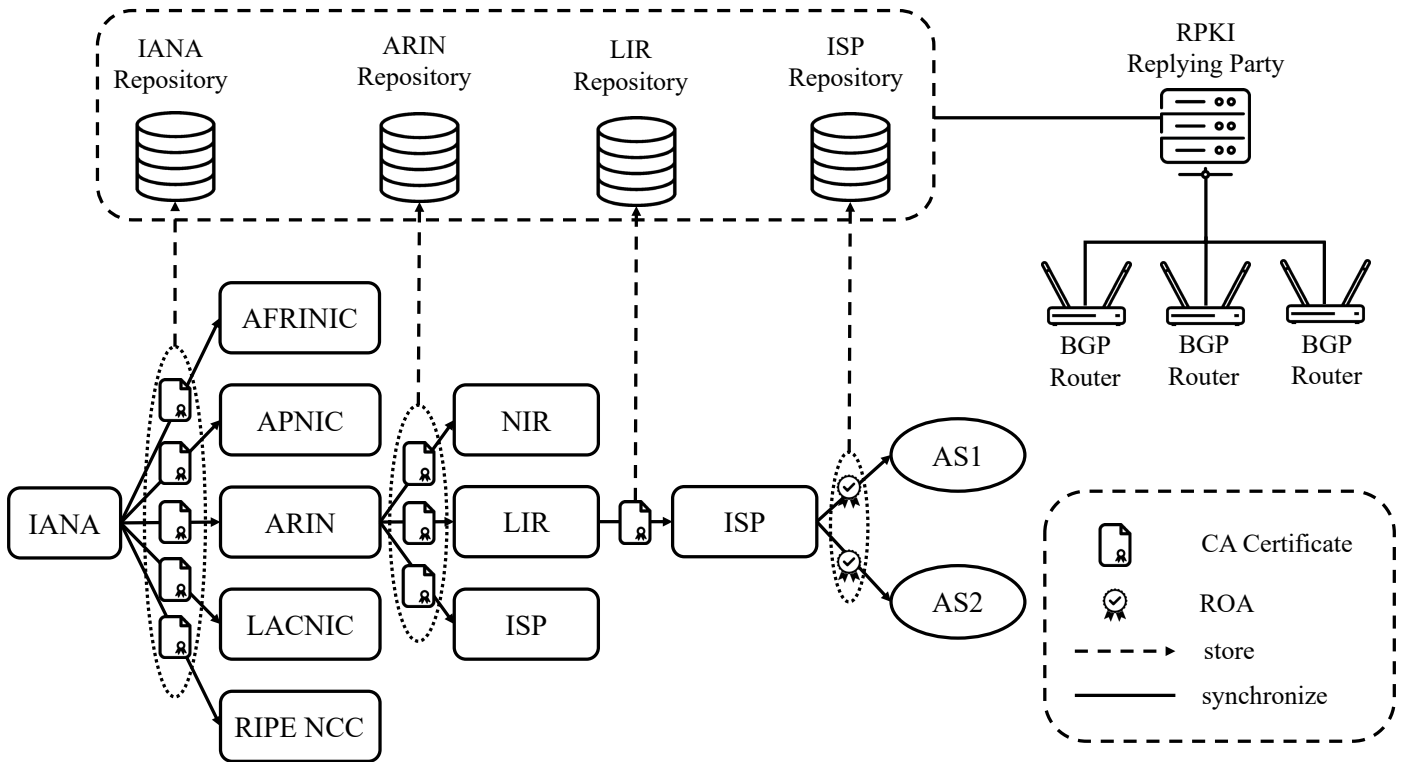 IANA
Repository
ARIN
Repository
LIR
Repository
ISP
Repository
RPKI
Replying Party
BGP
Router
BGP
Router
BGP
Router
AFRINIC
APNIC
NIR
IANA
ARIN
LIR
ISP
LACNIC
ISP
RIPE NCC
AS1
AS2
CA Certificate
ROA
store
synchronize